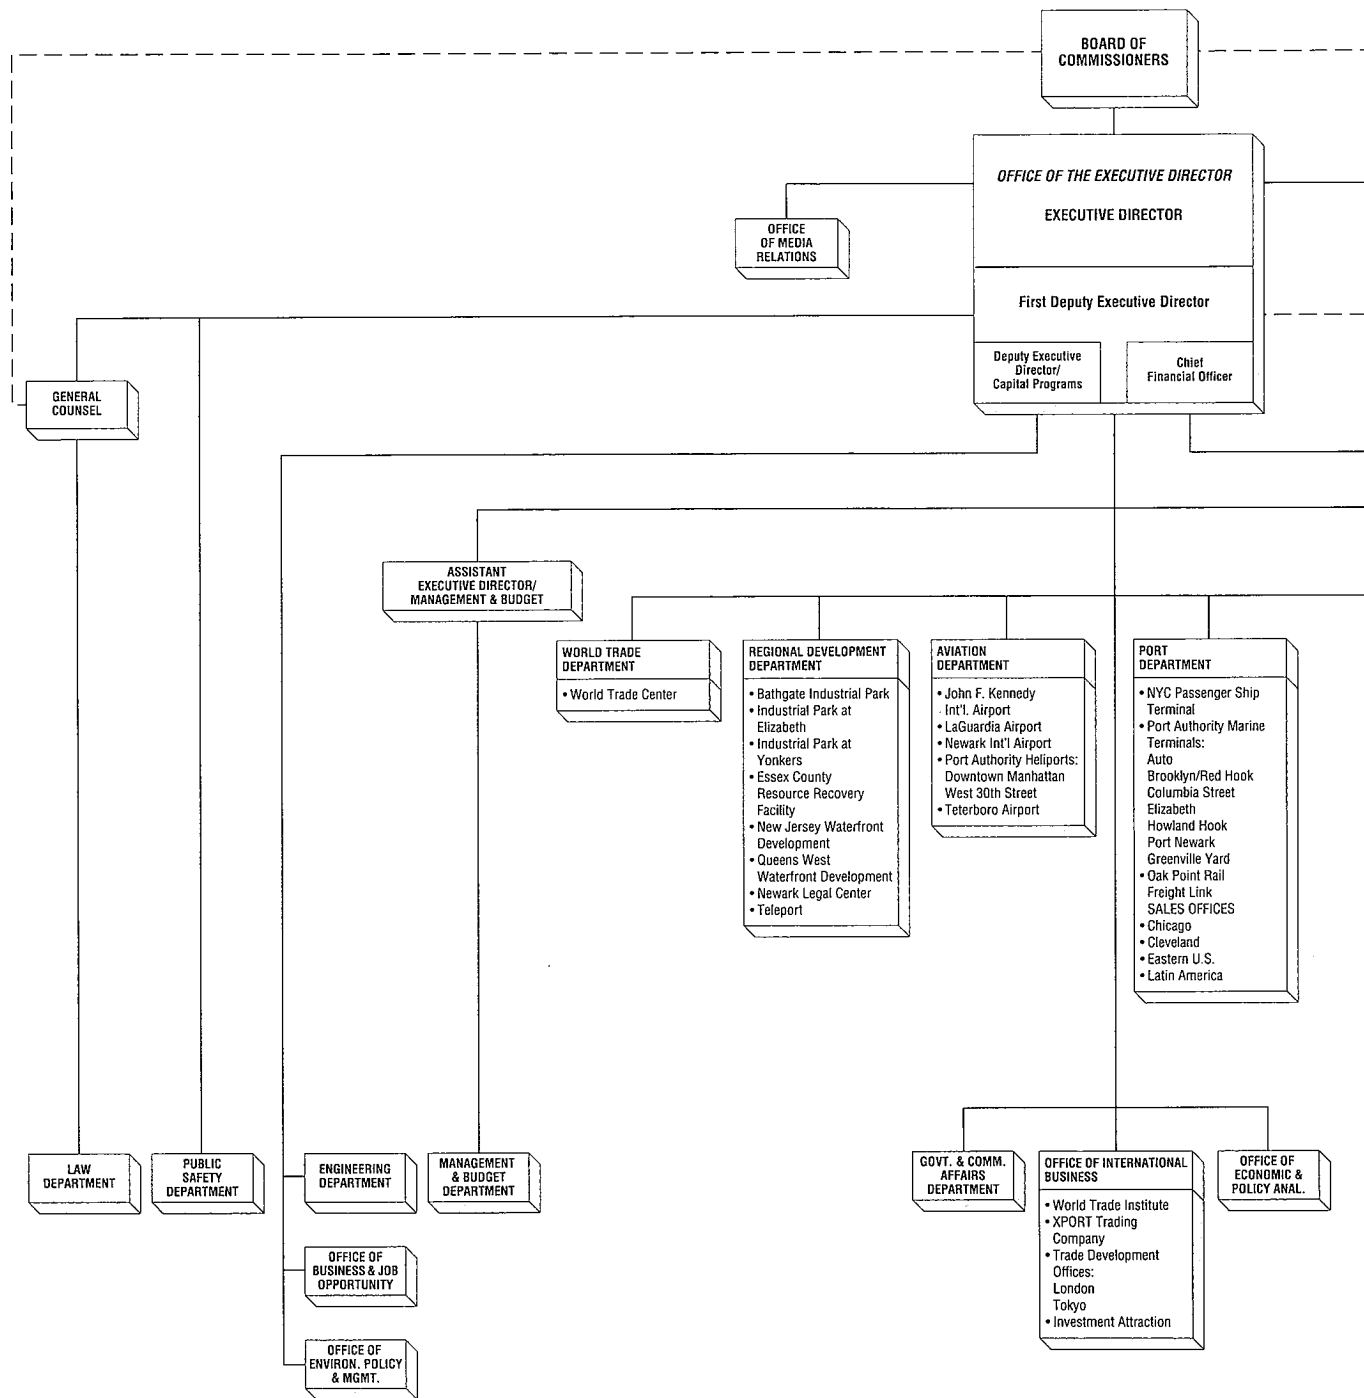 BOARD OF
COMMISSIONERS
OFFICE OF THE EXECUTIVE DIRECTOR
EXECUTIVE DIRECTOR
OFFICE
OF MEDIA
RELATIONS
First Deputy Executive Director
Deputy Executive
Director/
Capital Programs
Chief
Financial Officer
GENERAL
COUNSEL
ASSISTANT
EXECUTIVE DIRECTOR/
MANAGEMENT & BUDGET
WORLD TRADE
DEPARTMENT
• World Trade Center
REGIONAL DEVELOPMENT
DEPARTMENT
• Bathgate Industrial Park
• Industrial Park at
Elizabeth
• Industrial Park at
Yonkers
• Essex County
Resource Recovery
Facility
• New Jersey Waterfront
Development
• Queens West
Waterfront Development
• Newark Legal Center
• Teleport
AVIATION
DEPARTMENT
• John F. Kennedy
Int'l. Airport
• LaGuardia Airport
• Newark Int'l Airport
• Port Authority Heliports:
Downtown Manhattan
West 30th Street
• Teterboro Airport
PORT
DEPARTMENT
• NYC Passenger Ship
Terminal
• Port Authority Marine
Terminals:
Auto
Brooklyn/Red Hook
Columbia Street
Elizabeth
Howland Hook
Port Newark
Greenville Yard
• Oak Point Rail
Freight Link
SALES OFFICES
• Chicago
• Cleveland
• Eastern U.S.
• Latin America
LAW
DEPARTMENT
PUBLIC
SAFETY
DEPARTMENT
ENGINEERING
DEPARTMENT
MANAGEMENT
& BUDGET
DEPARTMENT
GOVT. & COMM.
AFFAIRS
DEPARTMENT
OFFICE OF INTERNATIONAL
BUSINESS
• World Trade Institute
• XPORT Trading
Company
• Trade Development
Offices:
London
Tokyo
• Investment Attraction
OFFICE OF
ECONOMIC &
POLICY ANAL.
OFFICE OF
BUSINESS & JOB
OPPORTUNITY
OFFICE OF
ENVIRON. POLICY
& MGMT.